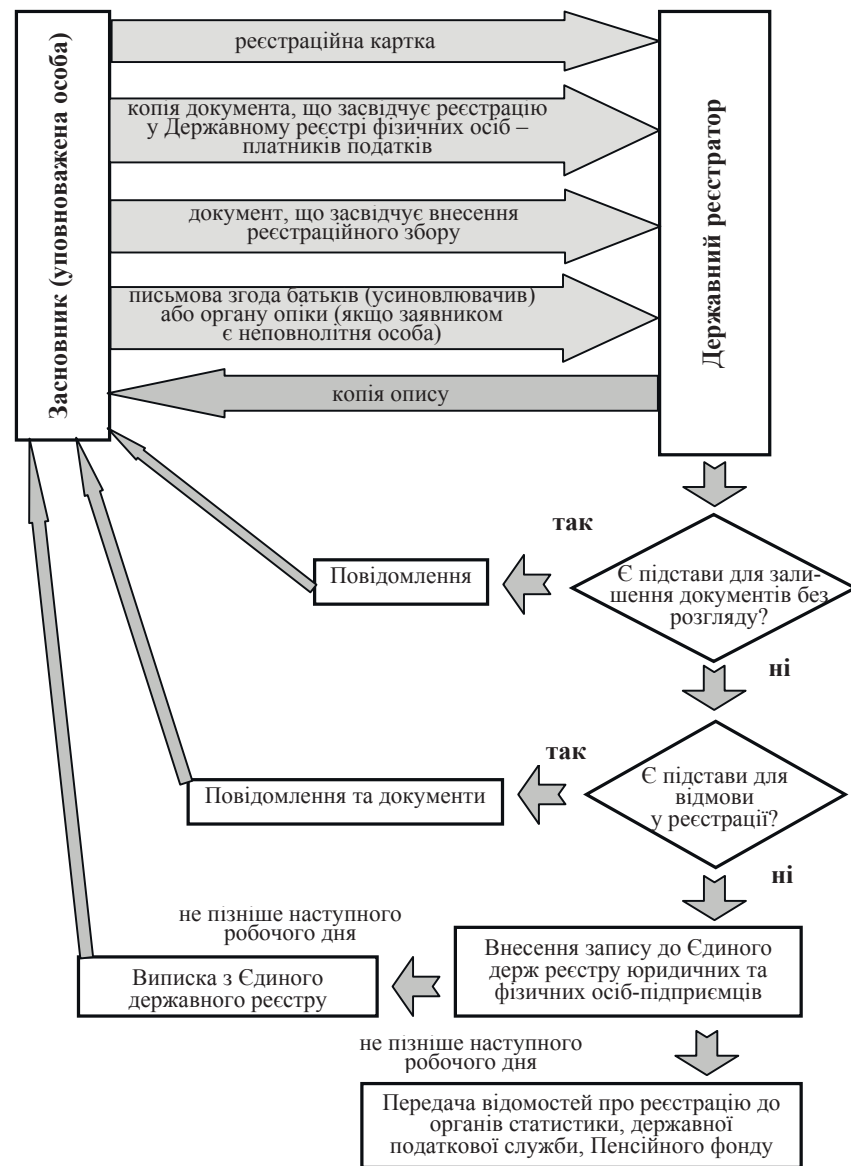 Засновник (уповноважена особа)
реєстраційна картка
копія документа, що засвідчує реєстрацію
у Державному реєстрі фізичних осіб –
платників податків
документ, що засвідчує внесення
реєстраційного збору
письмова згода батьків (усиновлювачив)
або органу опіки (якщо заявником
є неповнолітня особа)
копія опису
Державний реєстратор
так
Повідомлення
Є підстави для зали-
шення документів без
розгляду?
ні
так
Повідомлення та документи
Є підстави для
відмови
у реєстрації?
ні
не пізніше наступного
робочого дня
Виписка з Єдиного
державного реєстру
Внесення запису до Єдиного
держ реєстру юридичних та
фізичних осіб-підприємців
не пізніше наступного
робочого дня
Передача відомостей про реєстрацію до
органів статистики, державної
податкової служби, Пенсійного фонду